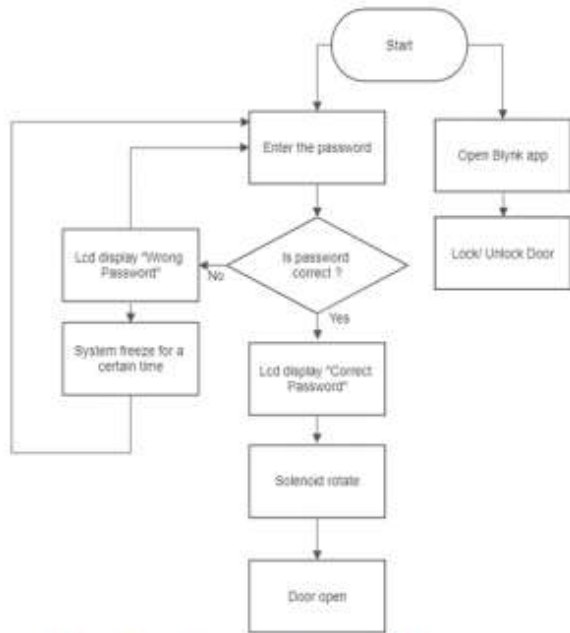 Start
Enter the password
Open Blynk app
Is password
correct ?
No
Lcd display "Wrong
Password"
Lock/ Unlock Door
Yes
System freeze for a
certain time
Lcd display "Correct
Password"
Solenoid rotate
Door open